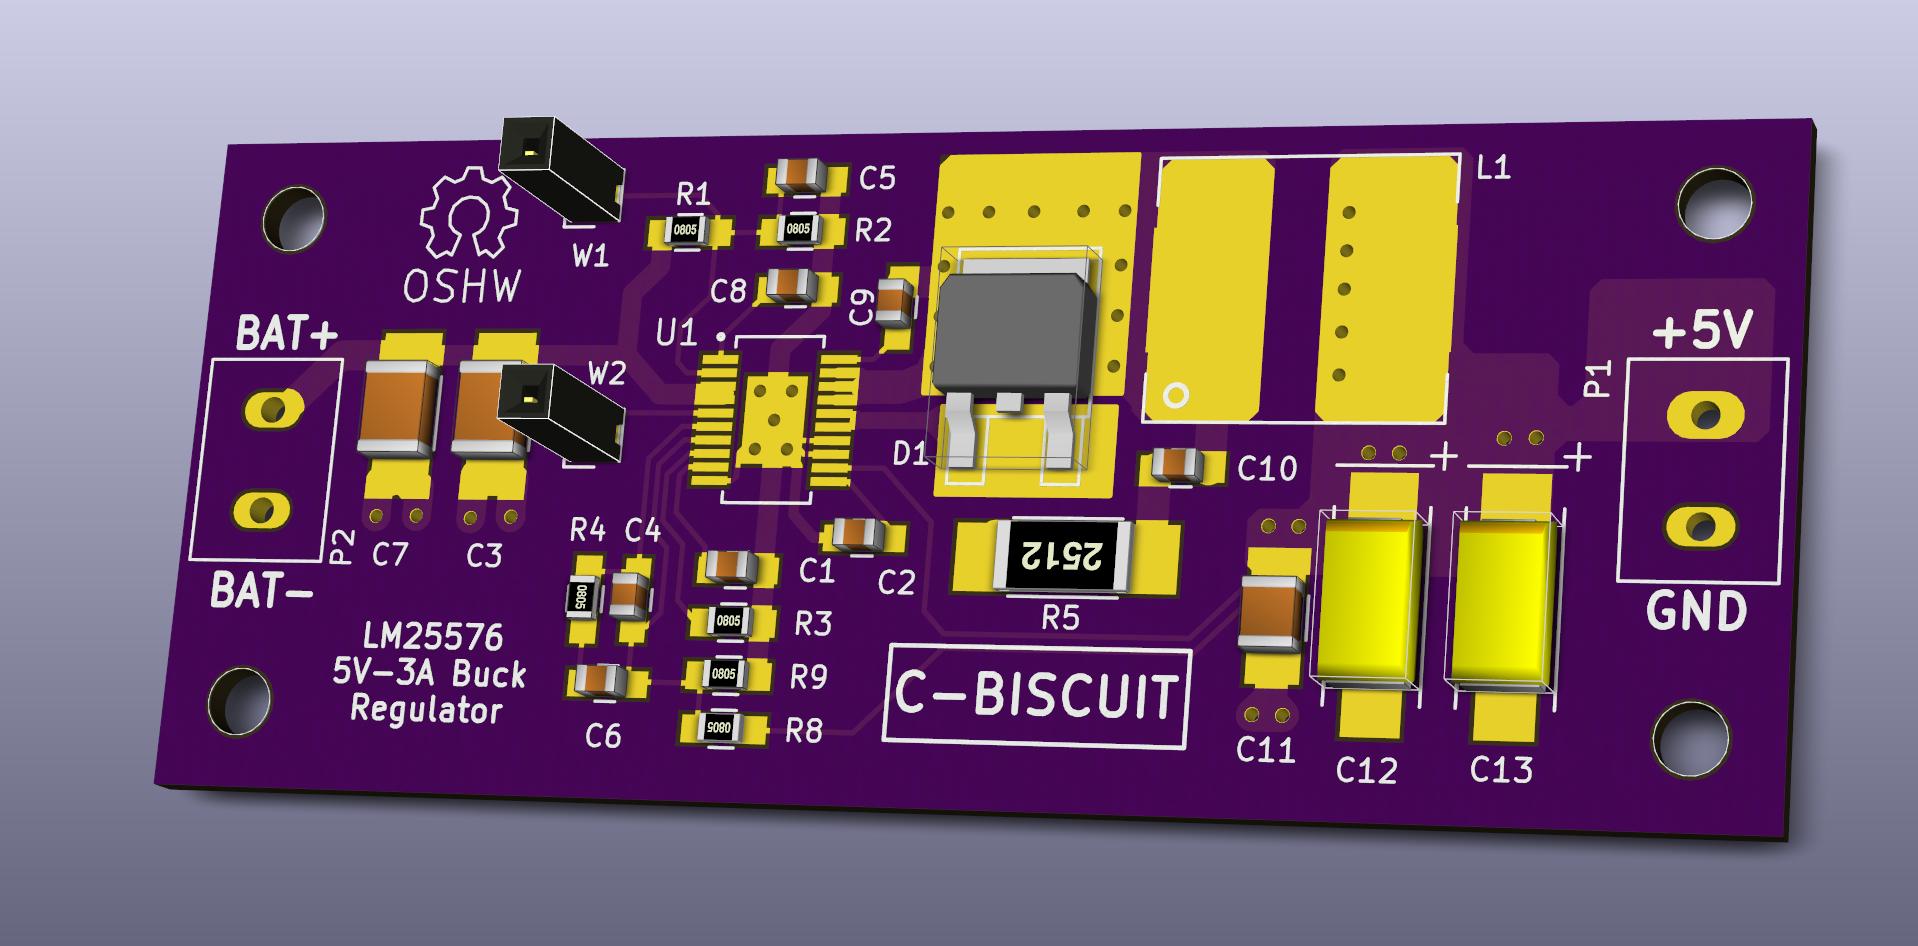 C5
R1
0805
0805
R2
L1
W1
OSHW
C8
C9
BAT+
U1
+5V
W2
P1
D1
C10
P2
C7
C3
R4
C4
C1
C2
2512
R5
0805
0805
R3
GND
BAT-
LM25576
5V-3A Buck
Regulator
0805
R9
C-BISCUIT
C6
0805
R8
C11
C12
C13
+
+